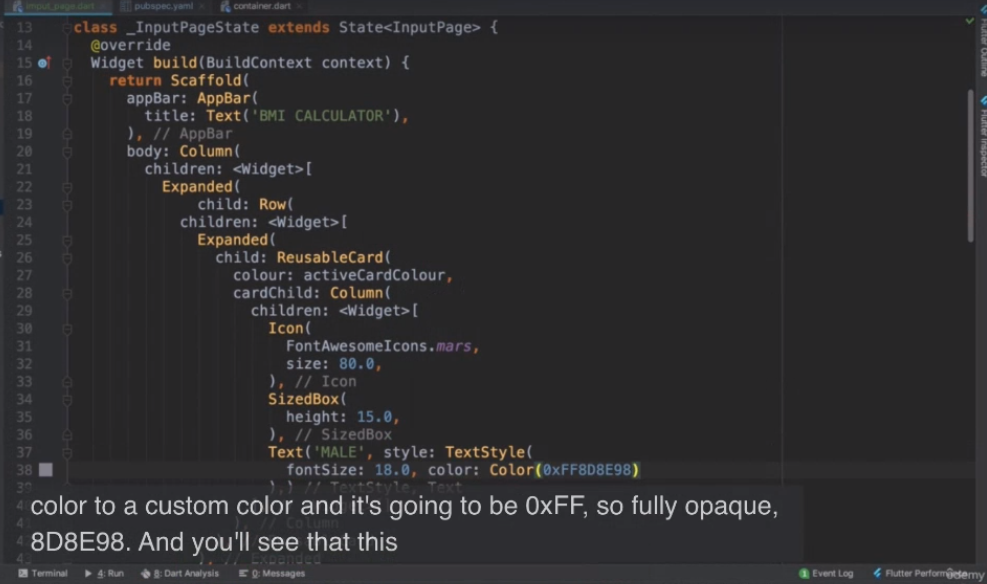 input_page.dart × pubspec.yaml × container.dart ×
13 class _InputPageState extends State<InputPage> {
14 @override
15 Widget build(BuildContext context) {
16 return Scaffold(
17 appBar: AppBar(
18 title: Text('BMI CALCULATOR'),
19 ), // AppBar
20 body: Column(
21 children: <Widget>[
22 Expanded(
23 child: Row(
24 children: <Widget>[
25 Expanded(
26 child: ReusableCard(
27 colour: activeCardColour,
28 cardChild: Column(
29 children: <Widget>[
30 Icon(
31 FontAwesomeIcons.mars,
32 size: 80.0,
33 ), // Icon
34 SizedBox(
35 height: 15.0,
36 ), // SizedBox
37 Text('MALE', style: TextStyle(
38 fontSize: 18.0, color: Color(0xFF8D8E98)
39 ),) // TextStyle, Text
color to a custom color and it's going to be 0xFF, so fully opaque,
41 ), // Column
8D8E98. And you'll see that this
43 ), // Expanded
Terminal 4: Run 8: Dart Analysis 0: Messages 1 Event Log Flutter Performance
udemy
Flutter Outline
Flutter Inspector